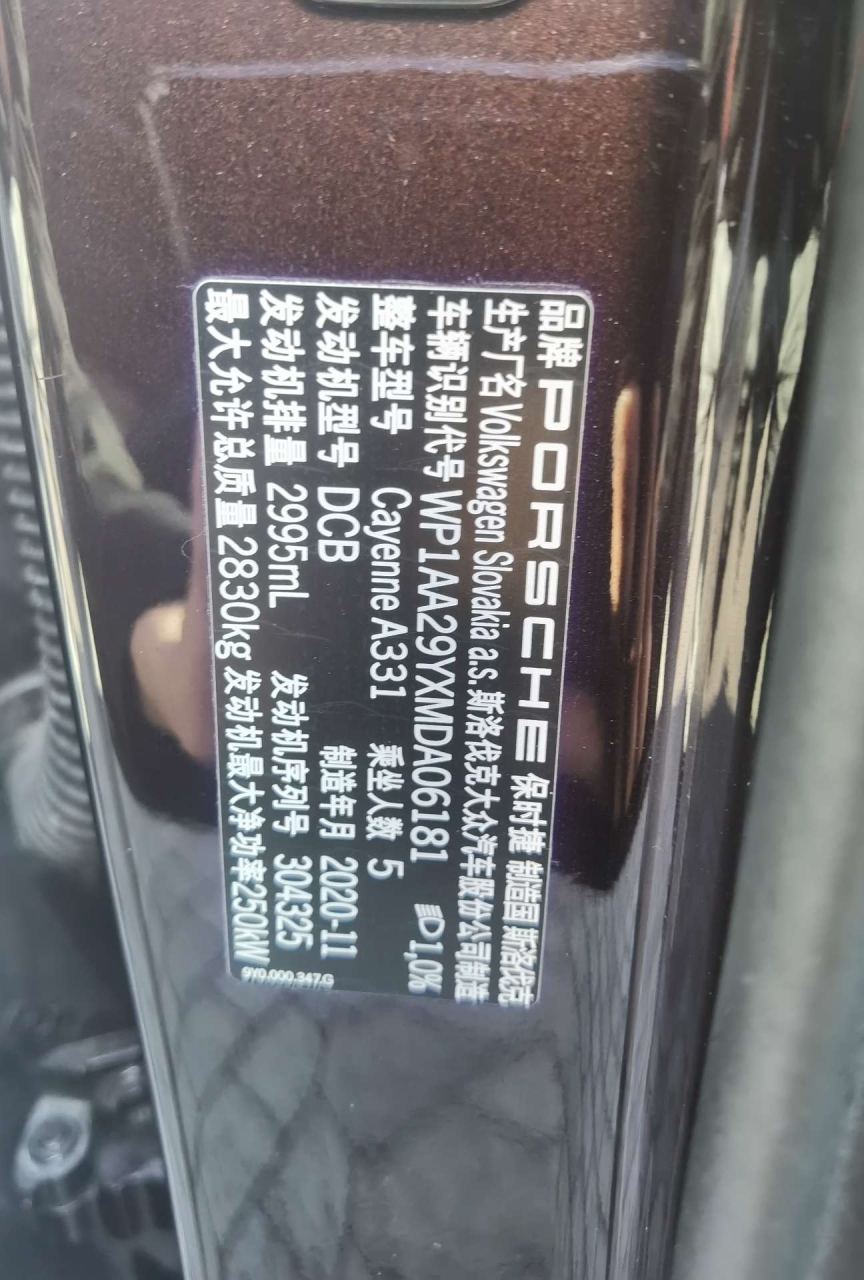 品牌 PORSCHE 保时捷 制造国 斯洛伐克
生产厂名 Volkswagen Slovakia a.s 斯洛伐克大众汽车股份公司制造
车辆识别代号 WP1AA29YXMDA06181 1,0%
整车型号 Cayenne A331 乘坐人数 5
发动机型号 DCB 制造年月 2020-11
发动机排量 2995mL 发动机序列号 304325
最大允许总质量 2830kg 发动机最大净功率 250kW
9Y0.000.347.G